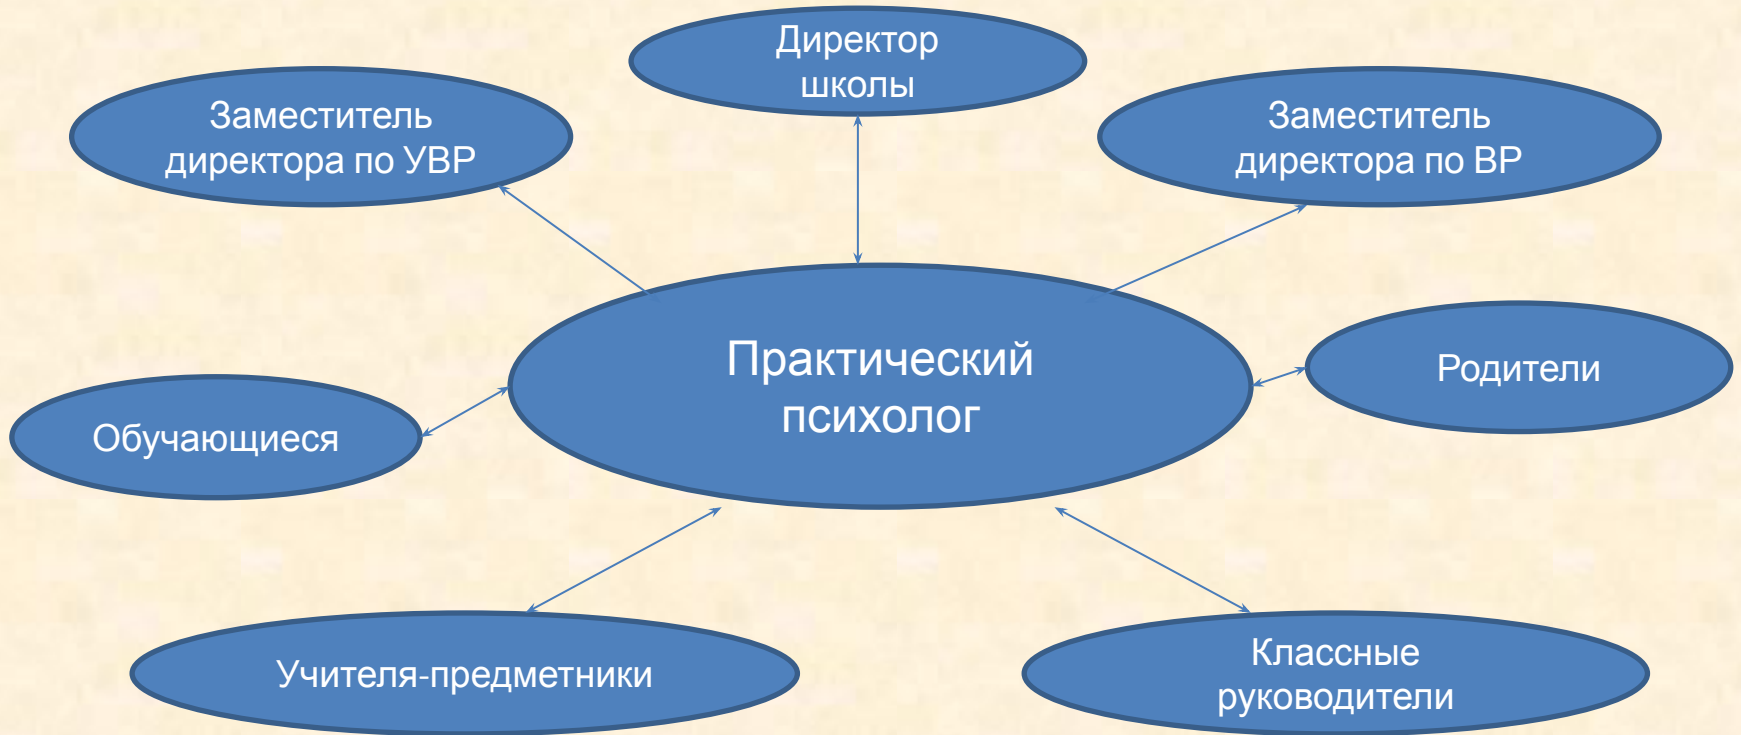 Директор
школы
Заместитель
директора по УВР
Заместитель
директора по ВР
Практический
психолог
Родители
Обучающиеся
Учителя-предметники
Классные
руководители